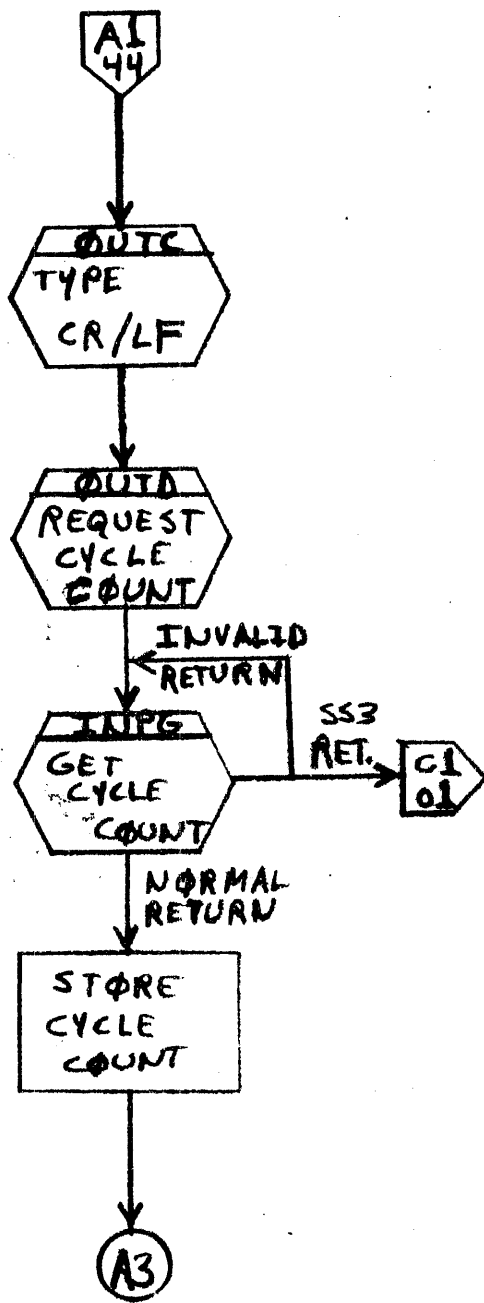 A1
44
ØUTC
TYPE
CR/LF
ØUTD
REQUEST
CYCLE
CØUNT
INVALID
RETURN
INPG
GET
CYCLE
CØUNT
SS3
RET.
C1
01
NØRMAL
RETURN
STØRE
CYCLE
CØUNT
A3